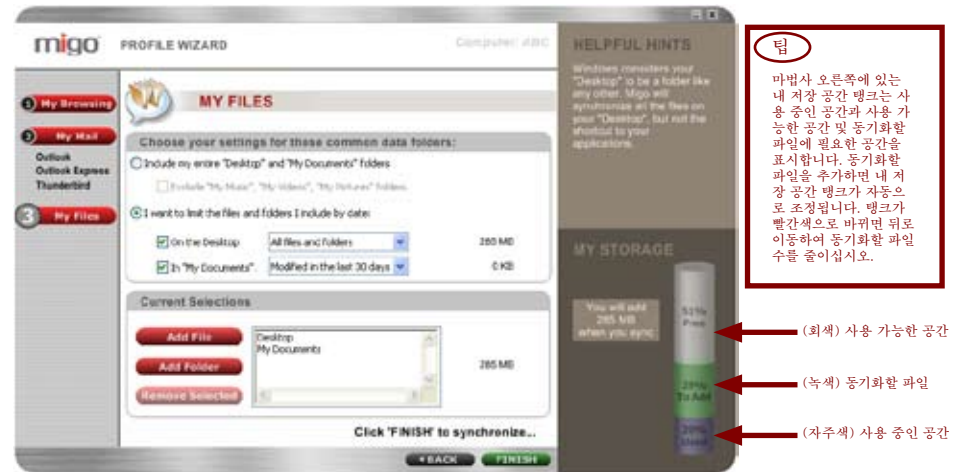 migo
PROFILE WIZARD
Computer: ABC
1 My Browsing
2 My Mail
Outlook
Outlook Express
Thunderbird
3 My Files
MY FILES
Choose your settings for these common data folders:
Include my entire "Desktop" and "My Documents" folders
Exclude "My Music", "My Videos", "My Pictures" folders.
I want to limit the files and folders I include by date:
On the Desktop
All files and folders
285 MB
In "My Documents".
Modified in the last 30 days
0 KB
Current Selections
Add File
Add Folder
Remove Selected
Desktop
My Documents
285 MB
Click 'FINISH' to synchronize...
BACK
FINISH
HELPFUL HINTS
Windows considers your
"Desktop" to be a folder like
any other. Migo will
synchronize all the files on
your "Desktop", but not the
shortcut to your
applications.
MY STORAGE
You will add
285 MB
when you sync
51%
Free
29%
To Add
20%
Used
팁
마법사 오른쪽에 있는
내 저장 공간 탱크는 사
용 중인 공간과 사용 가
능한 공간 및 동기화할
파일에 필요한 공간을
표시합니다. 동기화할
파일을 추가하면 내 저
장 공간 탱크가 자동으
로 조정됩니다. 탱크가
빨간색으로 바뀌면 뒤로
이동하여 동기화할 파일
수를 줄이십시오.
(회색) 사용 가능한 공간
(녹색) 동기화할 파일
(자주색) 사용 중인 공간